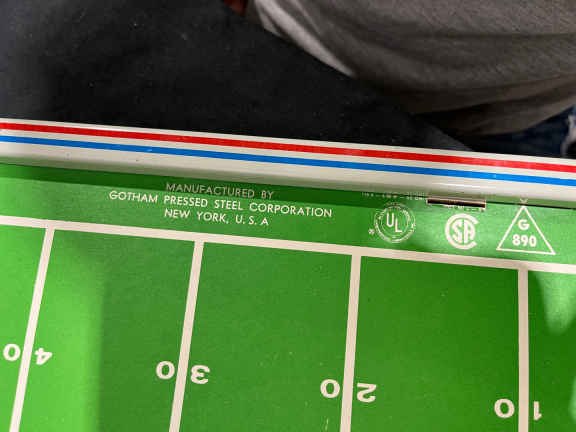 MANUFACTURED BY
GOTHAM PRESSED STEEL CORPORATION
NEW YORK, U.S.A
UL
SA
G
890
40
30
20
10